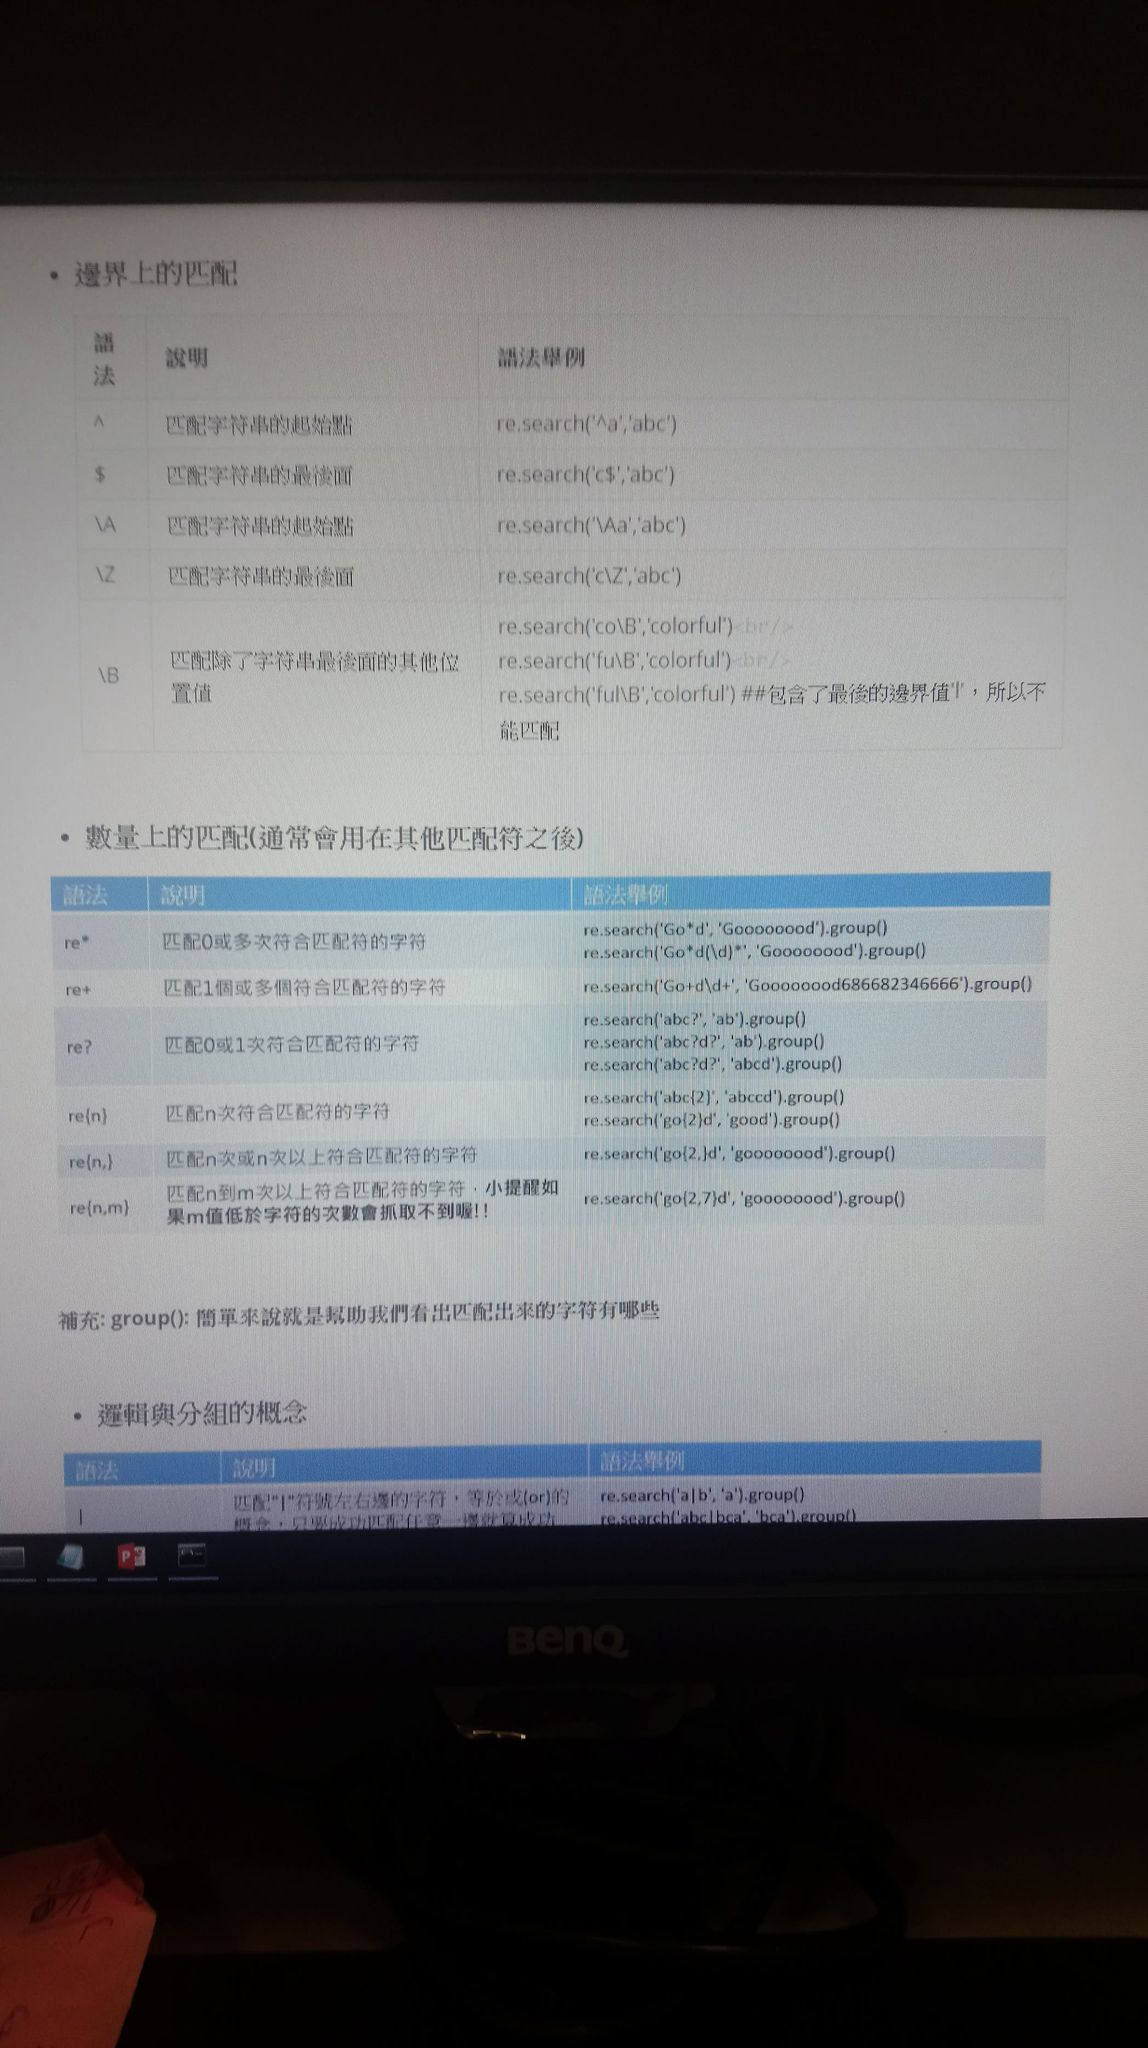 • 邊界上的匹配
語法 說明 語法舉例
^ 匹配字符串的起始點 re.search('^a','abc')
$ 匹配字符串的最後面 re.search('c$','abc')
\A 匹配字符串的起始點 re.search('\Aa','abc')
\Z 匹配字符串的最後面 re.search('c\Z','abc')
\B 匹配除了字符串最後面的其他位置值
re.search('co\B','colorful')<br/>
re.search('fu\B','colorful')<br/>
re.search('ful\B','colorful') ##包含了最後的邊界值'l',所以不
能匹配
• 數量上的匹配(通常會用在其他匹配符之後)
語法 說明 語法舉例
re* 匹配0或多次符合匹配符的字符
re.search('Go*d', 'Goooooood').group()
re.search('Go*d(\d)*', 'Goooooood').group()
re+ 匹配1個或多個符合匹配符的字符 re.search('Go+d\d+', 'Goooooood686682346666').group()
re? 匹配0或1次符合匹配符的字符
re.search('abc?', 'ab').group()
re.search('abc?d?', 'ab').group()
re.search('abc?d?', 'abcd').group()
re{n} 匹配n次符合匹配符的字符
re.search('abc{2}', 'abccd').group()
re.search('go{2}d', 'good').group()
re{n,} 匹配n次或n次以上符合匹配符的字符 re.search('go{2,}d', 'goooooood').group()
re{n,m} 匹配n到m次以上符合匹配符的字符,小提醒如
果m值低於字符的次數會抓取不到喔!! re.search('go{2,7}d', 'goooooood').group()
補充: group(): 簡單來說就是幫助我們看出匹配出來的字符有哪些
• 邏輯與分組的概念
語法 說明 語法舉例
| 匹配"|"符號左右邊的字符,等於或(or)的
概念,只要成功匹配任意一邊就算成功
re.search('a|b', 'a').group()
re.search('abc|bca', 'bca').group()
BenQ